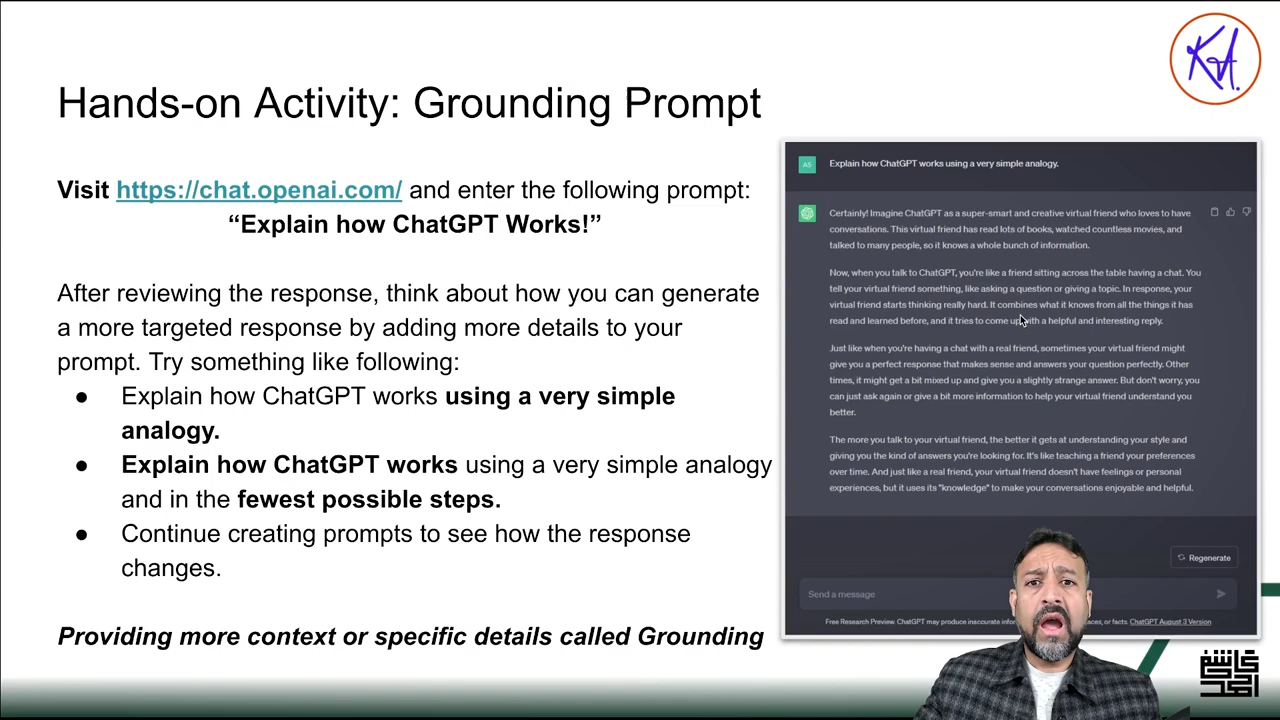 KA.
Hands-on Activity: Grounding Prompt
Visit https://chat.openai.com/ and enter the following prompt:
“Explain how ChatGPT Works!”
After reviewing the response, think about how you can generate
a more targeted response by adding more details to your
prompt. Try something like following:
● Explain how ChatGPT works using a very simple
analogy.
● Explain how ChatGPT works using a very simple analogy
and in the fewest possible steps.
● Continue creating prompts to see how the response
changes.
Providing more context or specific details called Grounding
AS
Explain how ChatGPT works using a very simple analogy.
Certainly! Imagine ChatGPT as a super-smart and creative virtual friend who loves to have
conversations. This virtual friend has read lots of books, watched countless movies, and
talked to many people, so it knows a whole bunch of information.
Now, when you talk to ChatGPT, you're like a friend sitting across the table having a chat. You
tell your virtual friend something, like asking a question or giving a topic. In response, your
virtual friend starts thinking really hard. It combines what it knows from all the things it has
read and learned before, and it tries to come up with a helpful and interesting reply.
Just like when you're having a chat with a real friend, sometimes your virtual friend might
give you a perfect response that makes sense and answers your question perfectly. Other
times, it might get a bit mixed up and give you a slightly strange answer. But don't worry, you
can just ask again or give a bit more information to help your virtual friend understand you
better.
The more you talk to your virtual friend, the better it gets at understanding your style and
giving you the kind of answers you're looking for. It's like teaching a friend your preferences
over time. And just like a real friend, your virtual friend doesn't have feelings or personal
experiences, but it uses its "knowledge" to make your conversations enjoyable and helpful.
Regenerate
Send a message
Free Research Preview. ChatGPT may produce inaccurate or facts. ChatGPT August 3 Version